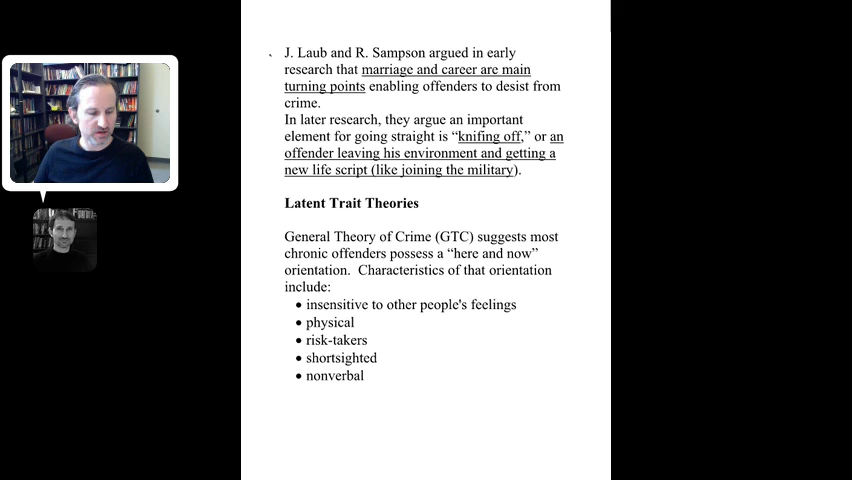 J. Laub and R. Sampson argued in early
research that marriage and career are main
turning points enabling offenders to desist from
crime.
In later research, they argue an important
element for going straight is “knifing off,” or an
offender leaving his environment and getting a
new life script (like joining the military).
Latent Trait Theories
General Theory of Crime (GTC) suggests most
chronic offenders possess a “here and now”
orientation.  Characteristics of that orientation
include:
• insensitive to other people's feelings
• physical
• risk-takers
• shortsighted
• nonverbal